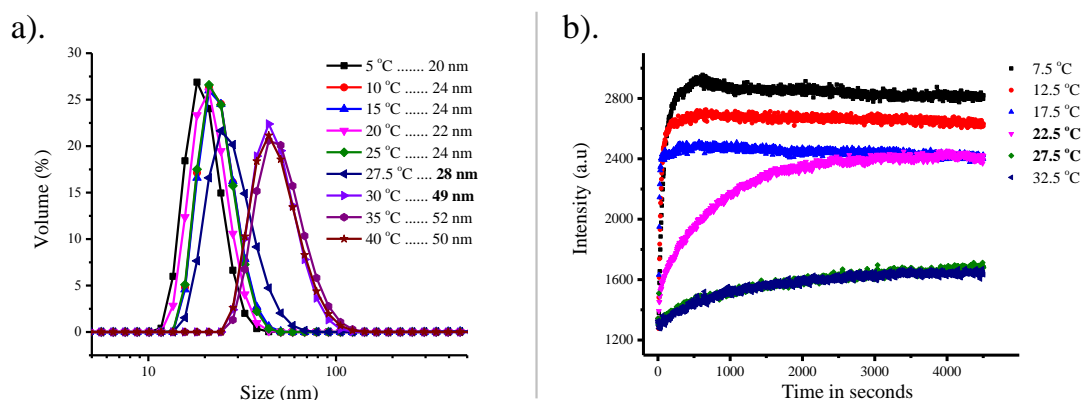 a).
30
25
20
15
10
5
0
Volume (%)
10
100
Size (nm)
5 °C ....... 20 nm
10 °C ...... 24 nm
15 °C ...... 24 nm
20 °C ...... 22 nm
25 °C ...... 24 nm
27.5 °C .... 28 nm
30 °C ...... 49 nm
35 °C ...... 52 nm
40 °C ...... 50 nm
b).
2800
2400
2000
1600
1200
Intensity (a.u)
0
1000
2000
3000
4000
Time in seconds
7.5 °C
12.5 °C
17.5 °C
22.5 °C
27.5 °C
32.5 °C